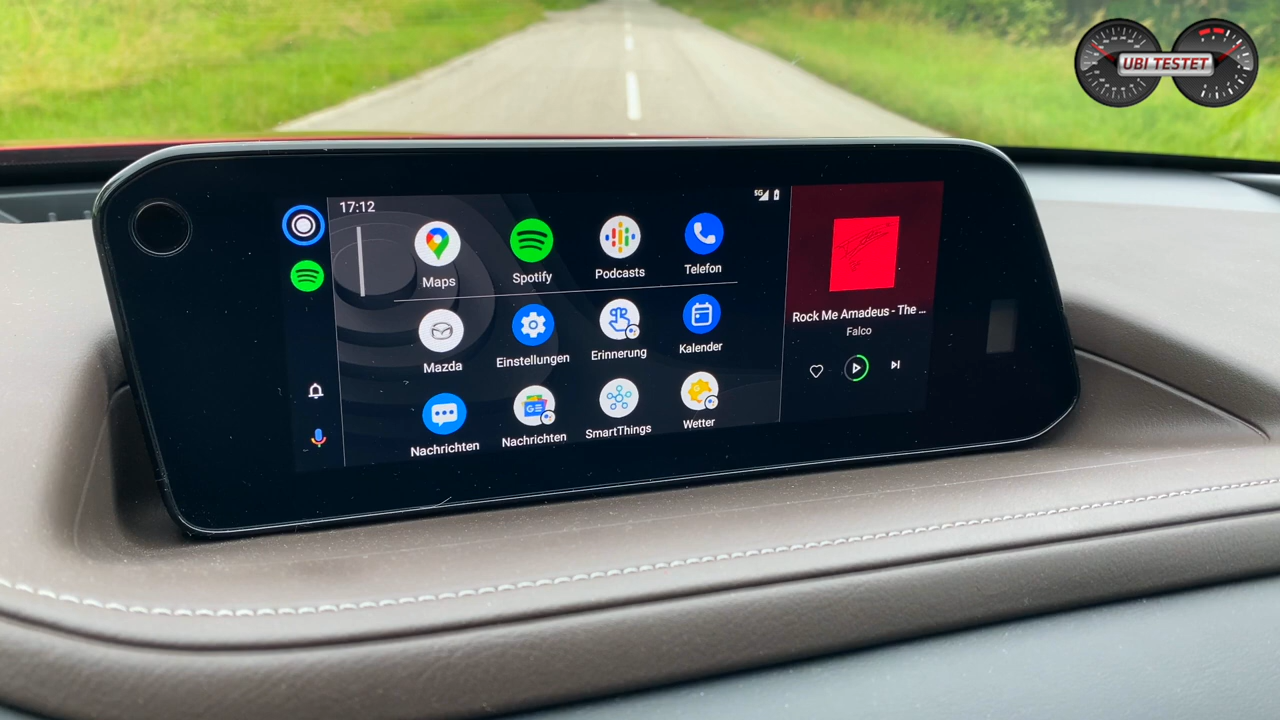 UBI TESTET
17:12
5G
Maps
Spotify
Podcasts
Telefon
Mazda
Einstellungen
Erinnerung
Kalender
Nachrichten
Nachrichten
SmartThings
Wetter
Rock Me Amadeus - The ...
Falco